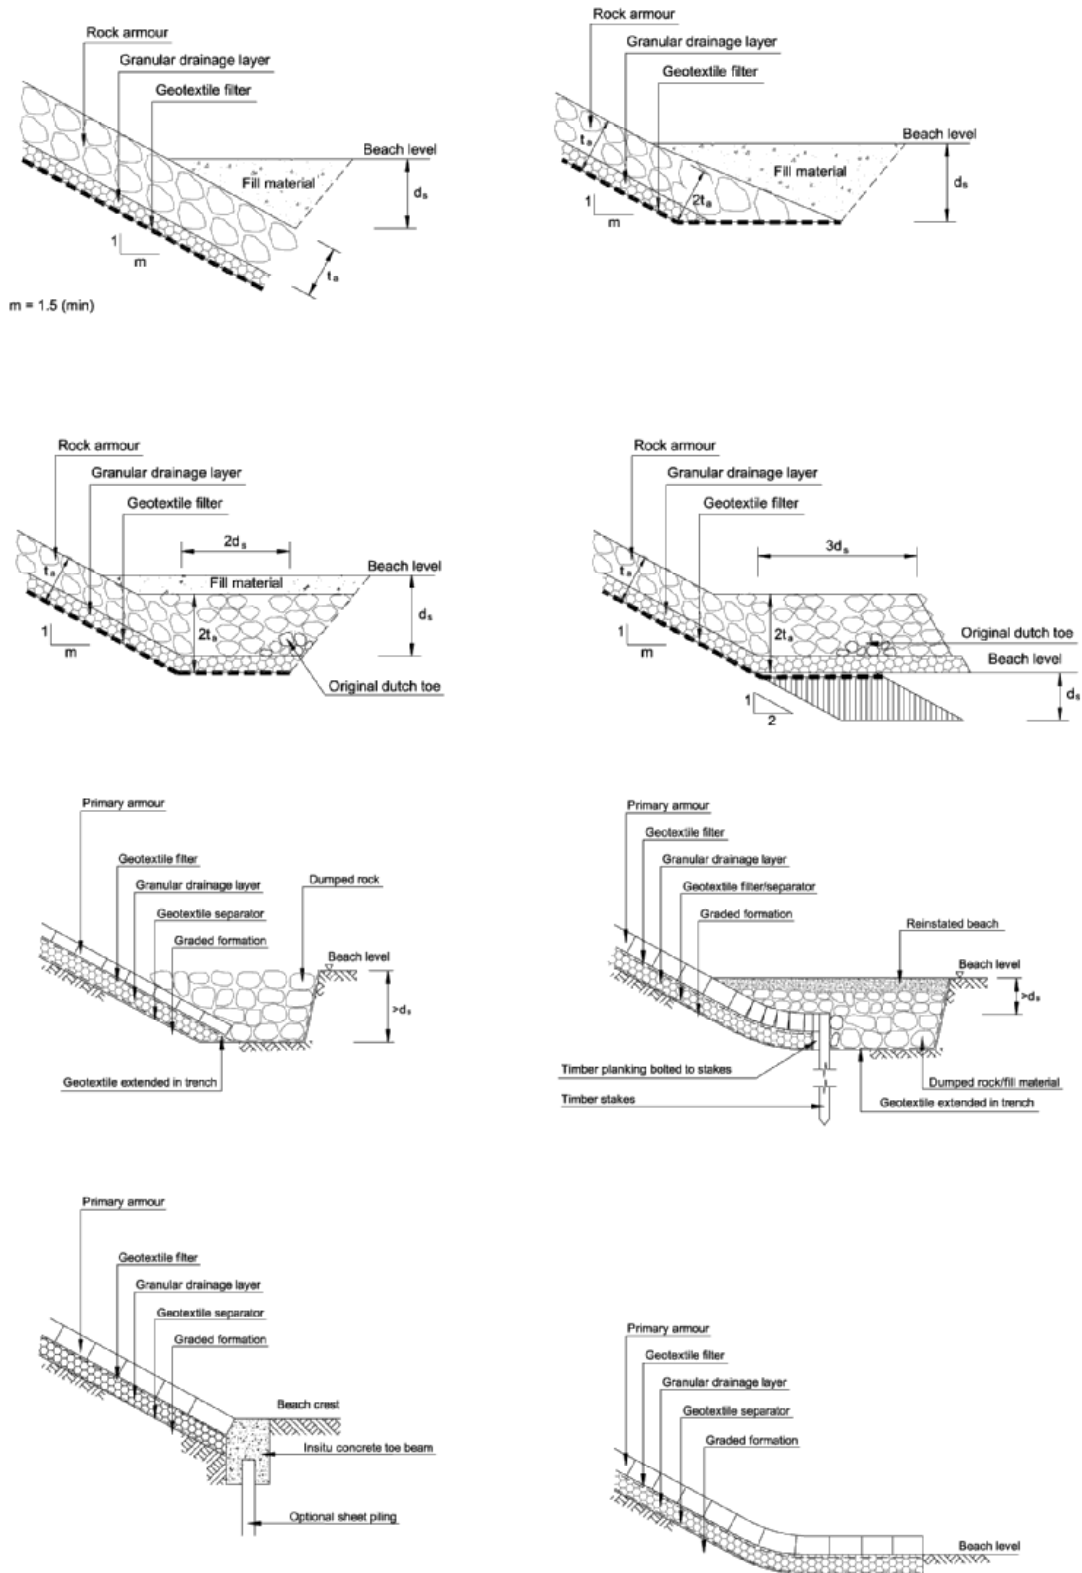 Rock armour
Granular drainage layer
Geotextile filter
Beach level
Fill material
dₛ
1
m
tₐ
m = 1.5 (min)
Rock armour
Granular drainage layer
Geotextile filter
Beach level
tₐ
Fill material
2tₐ
dₛ
1
m
Rock armour
Granular drainage layer
Geotextile filter
2dₛ
Beach level
Fill material
tₐ
dₛ
2tₐ
1
m
Original dutch toe
Rock armour
Granular drainage layer
Geotextile filter
3dₛ
tₐ
2tₐ
Original dutch toe
1
m
Beach level
dₛ
1
2
Primary armour
Geotextile filter
Dumped rock
Granular drainage layer
Geotextile separator
Graded formation
Beach level
>dₛ
Geotextile extended in trench
Primary armour
Geotextile filter
Granular drainage layer
Geotextile filter/separator
Graded formation
Reinstated beach
Beach level
>dₛ
Timber planking bolted to stakes
Dumped rock/fill material
Timber stakes
Geotextile extended in trench
Primary armour
Geotextile filter
Granular drainage layer
Geotextile separator
Graded formation
Beach crest
Insitu concrete toe beam
Optional sheet piling
Primary armour
Geotextile filter
Granular drainage layer
Geotextile separator
Graded formation
Beach level